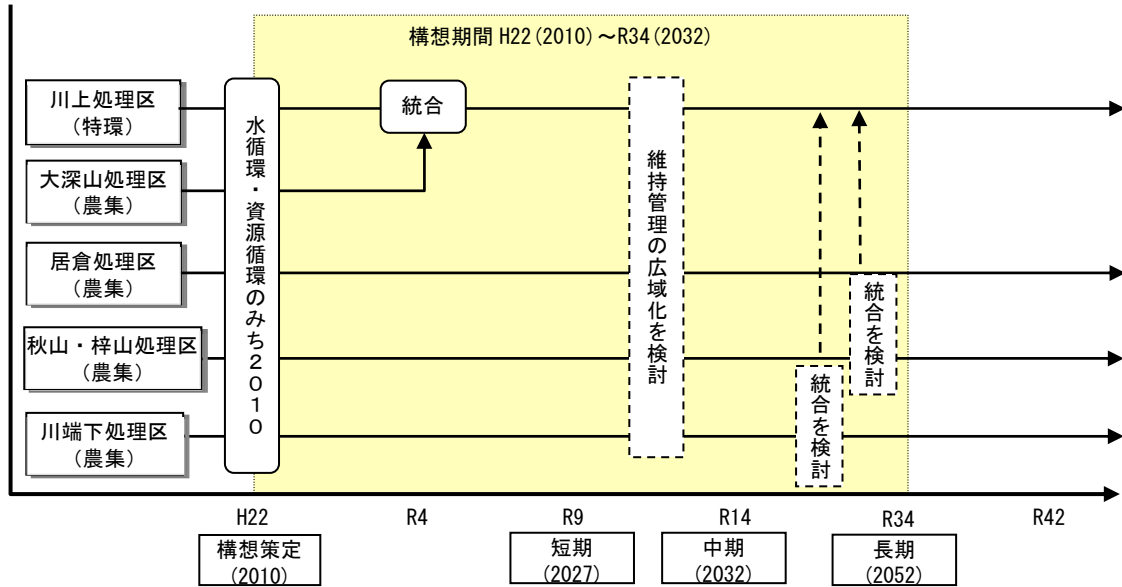 構想期間 H22(2010)～R34(2032)
川上処理区
(特環)
大深山処理区
(農集)
居倉処理区
(農集)
秋山・梓山処理区
(農集)
川端下処理区
(農集)
水循環・資源循環のみち2010
統合
維持管理の広域化を検討
統合を検討
統合を検討
H22
R4
R9
R14
R34
R42
構想策定
(2010)
短期
(2027)
中期
(2032)
長期
(2052)